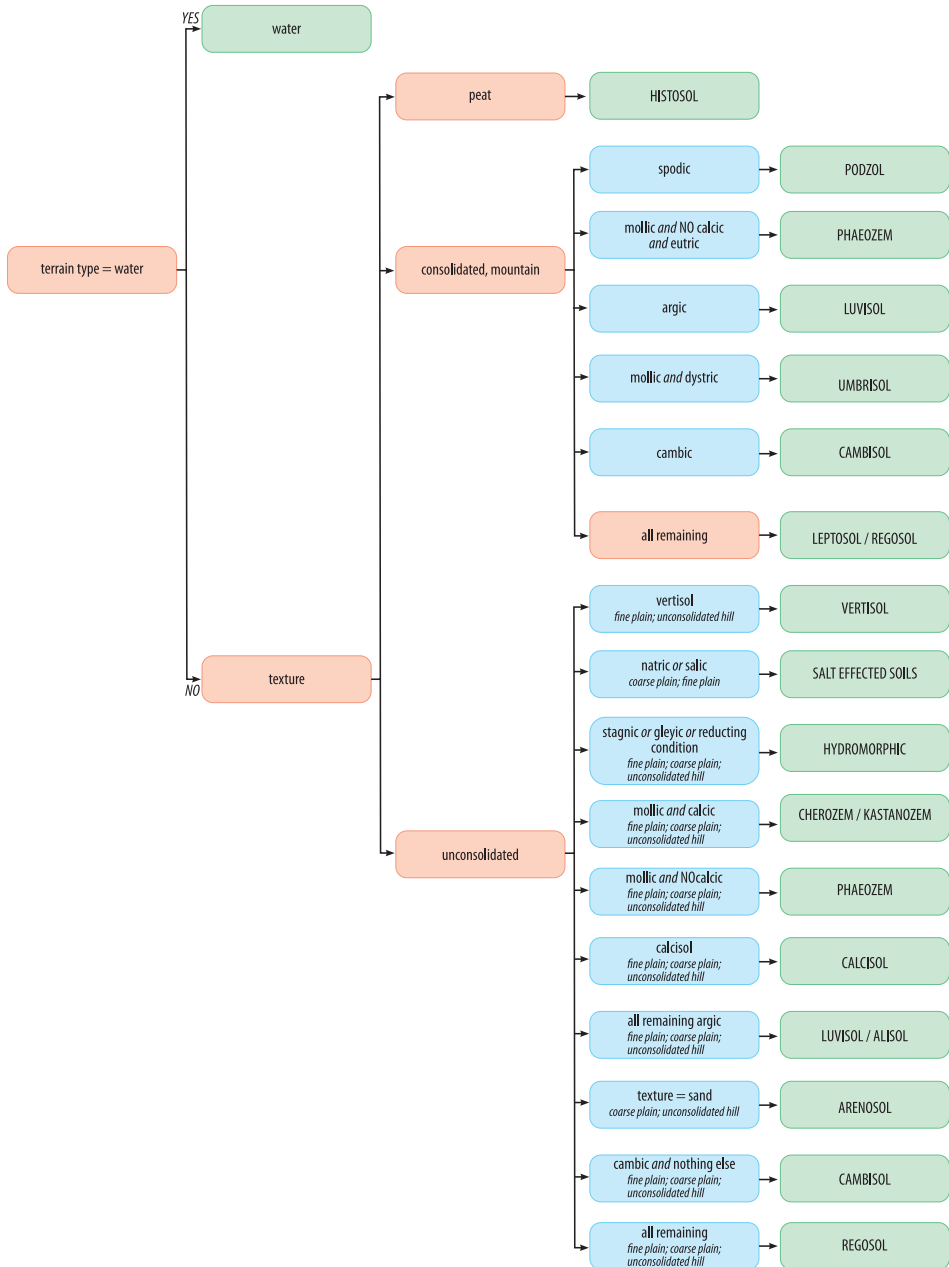 YES
water
peat
HISTOSOL
spodic
PODZOL
mollic and NO calcic
and eutric
PHAEOZEM
terrain type = water
consolidated, mountain
argic
LUVISOL
mollic and dystric
UMBRISOL
cambic
CAMBISOL
all remaining
LEPTOSOL / REGOSOL
vertisol
fine plain; unconsolidated hill
VERTISOL
NO
texture
natric or salic
coarse plain; fine plain
SALT EFFECTED SOILS
stagnic or gleyic or reducting
condition
fine plain; coarse plain;
unconsolidated hill
HYDROMORPHIC
mollic and calcic
fine plain; coarse plain;
unconsolidated hill
CHEROZEM / KASTANOZEM
unconsolidated
mollic and NOcalcic
fine plain; coarse plain;
unconsolidated hill
PHAEOZEM
calcisol
fine plain; coarse plain;
unconsolidated hill
CALCISOL
all remaining argic
fine plain; coarse plain;
unconsolidated hill
LUVISOL / ALISOL
texture = sand
coarse plain; unconsolidated hill
ARENOSOL
cambic and nothing else
fine plain; coarse plain;
unconsolidated hill
CAMBISOL
all remaining
fine plain; coarse plain;
unconsolidated hill
REGOSOL